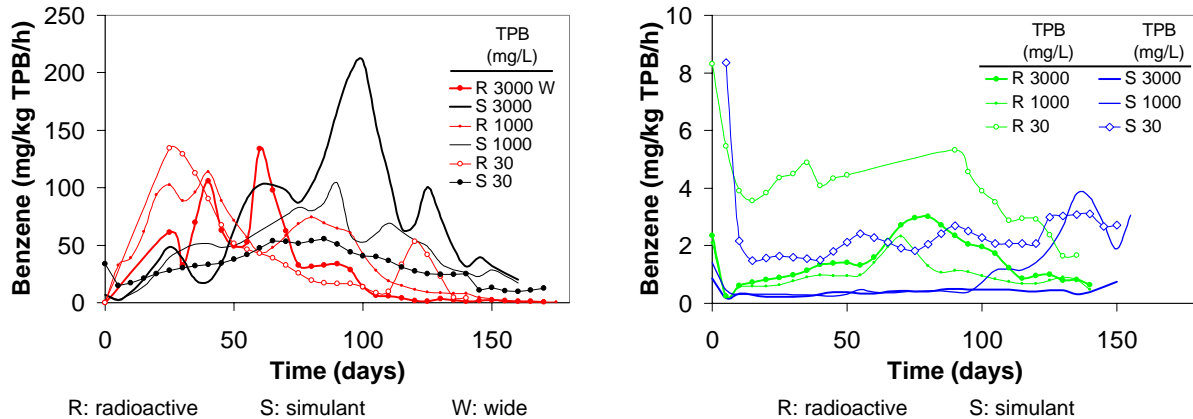 250
200
150
100
50
0
Benzene (mg/kg TPB/h)
TPB
(mg/L)
R 3000 W
S 3000
R 1000
S 1000
R 30
S 30
0
50
100
150
Time (days)
R: radioactive
S: simulant
W: wide
10
8
6
4
2
0
Benzene (mg/kg TPB/h)
TPB
(mg/L)
R 3000
R 1000
R 30
TPB
(mg/L)
S 3000
S 1000
S 30
0
50
100
150
Time (days)
R: radioactive
S: simulant